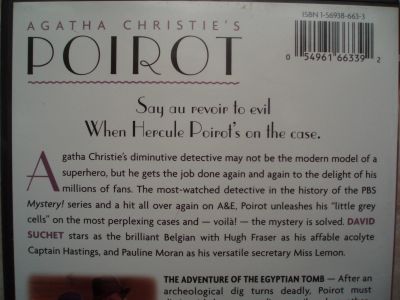 ISBN 1-56938-663-3
AGATHA CHRISTIE'S
POIROT
0 54961 66339 2
Say au revoir to evil
When Hercule Poirot's on the case.
Agatha Christie's diminutive detective may not be the modern model of a
superhero, but he gets the job done again and again to the delight of his
millions of fans. The most-watched detective in the history of the PBS
Mystery! series and a hit all over again on A&E, Poirot unleashes his "little grey
cells" on the most perplexing cases and — voilà! — the mystery is solved. DAVID
SUCHET stars as the brilliant Belgian with Hugh Fraser as his affable acolyte
Captain Hastings, and Pauline Moran as his versatile secretary Miss Lemon.
THE ADVENTURE OF THE EGYPTIAN TOMB — After an
archeological dig turns deadly, Poirot must